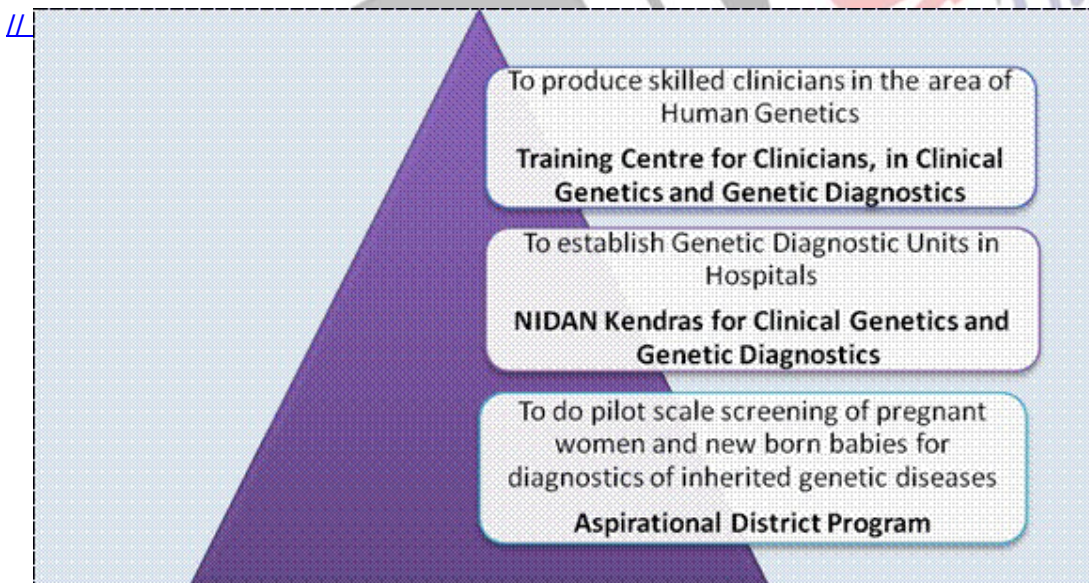 //
To produce skilled clinicians in the area of
Human Genetics
Training Centre for Clinicians, in Clinical
Genetics and Genetic Diagnostics
To establish Genetic Diagnostic Units in
Hospitals
NIDAN Kendras for Clinical Genetics and
Genetic Diagnostics
To do pilot scale screening of pregnant
women and new born babies for
diagnostics of inherited genetic diseases
Aspirational District Program